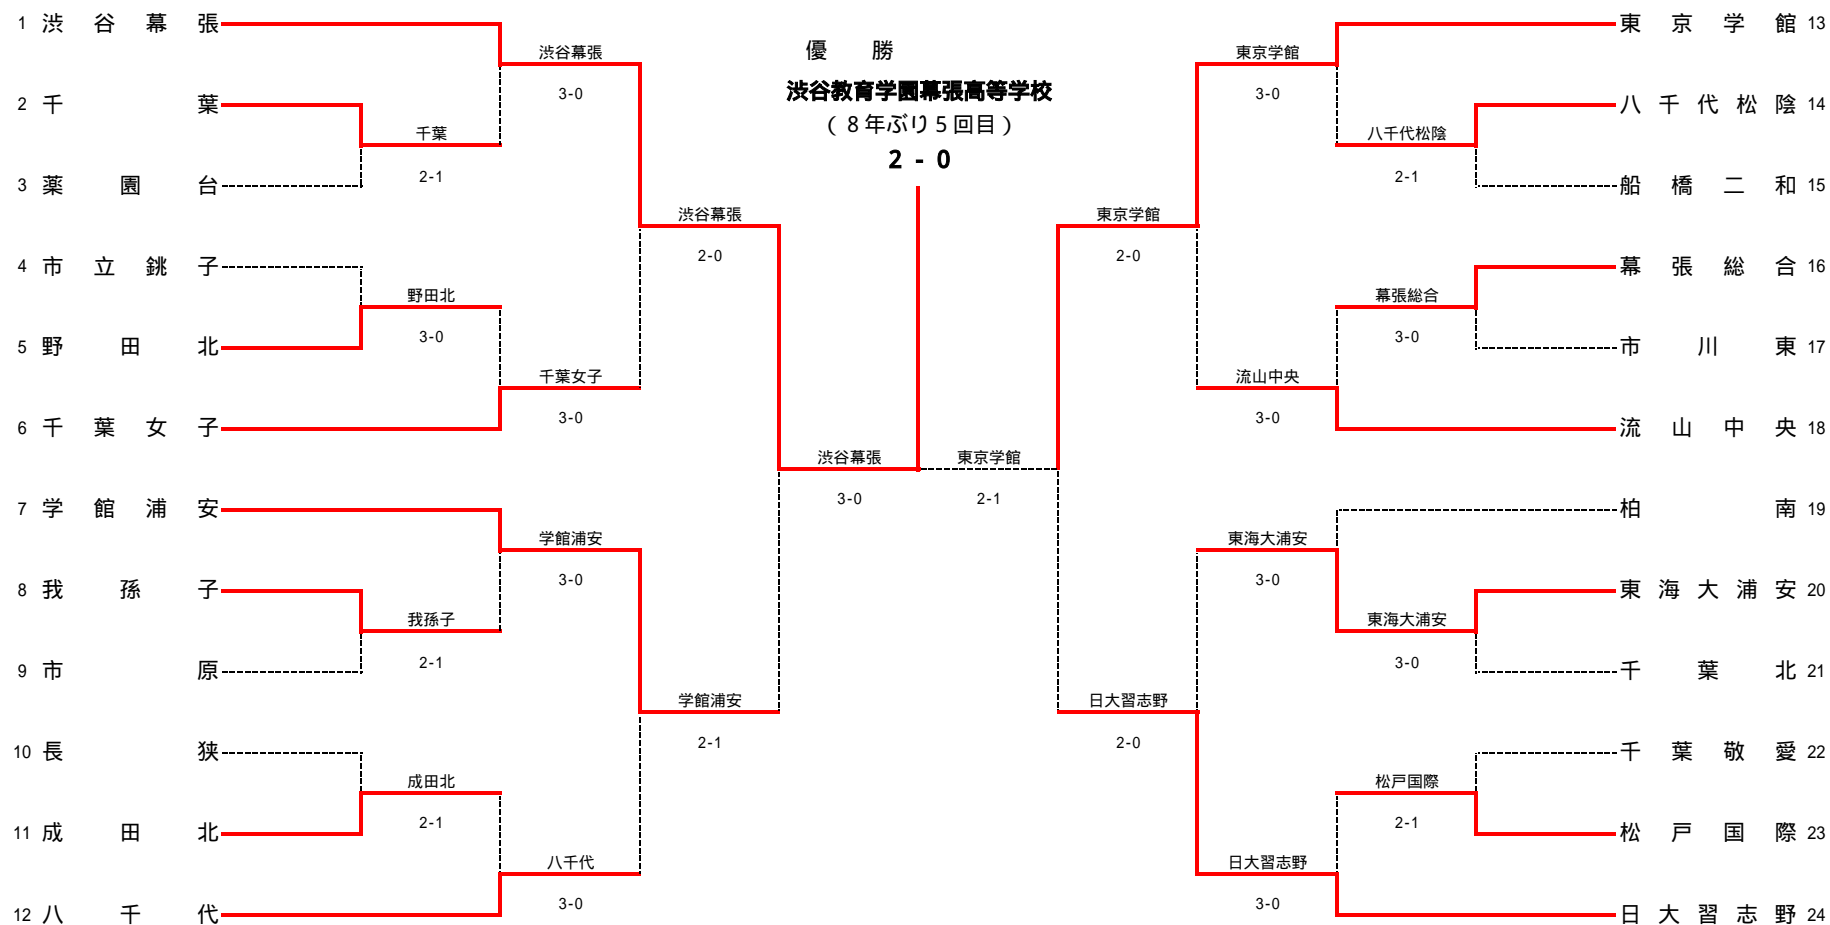 1 渋谷幕張
2 千葉
3 薬園台
4 市立銚子
5 野田北
6 千葉女子
7 学館浦安
8 我孫子
9 市原
10 長狭
11 成田北
12 八千代
千葉
2-1
野田北
3-0
我孫子
2-1
成田北
2-1
渋谷幕張
3-0
千葉女子
3-0
学館浦安
3-0
八千代
3-0
渋谷幕張
2-0
学館浦安
2-1
渋谷幕張
3-0
優勝
渋谷教育学園幕張高等学校
(8年ぶり5回目)
2 - 0
東京学館
2-1
東京学館
2-0
日大習志野
2-0
東京学館
3-0
流山中央
3-0
東海大浦安
3-0
日大習志野
3-0
八千代松陰
2-1
幕張総合
3-0
東海大浦安
3-0
松戸国際
2-1
東京学館 13
八千代松陰 14
船橋二和 15
幕張総合 16
市川東 17
流山中央 18
柏南 19
東海大浦安 20
千葉北 21
千葉敬愛 22
松戸国際 23
日大習志野 24